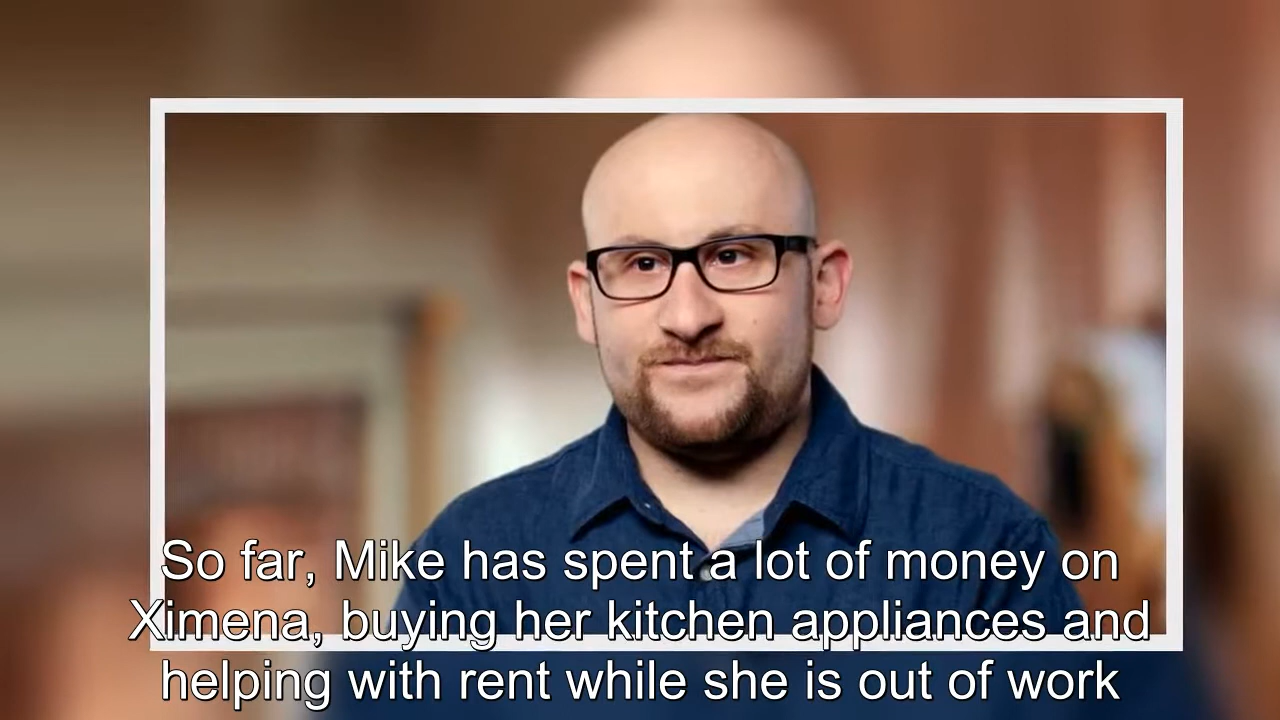 So far, Mike has spent a lot of money on
Ximena, buying her kitchen appliances and
helping with rent while she is out of work